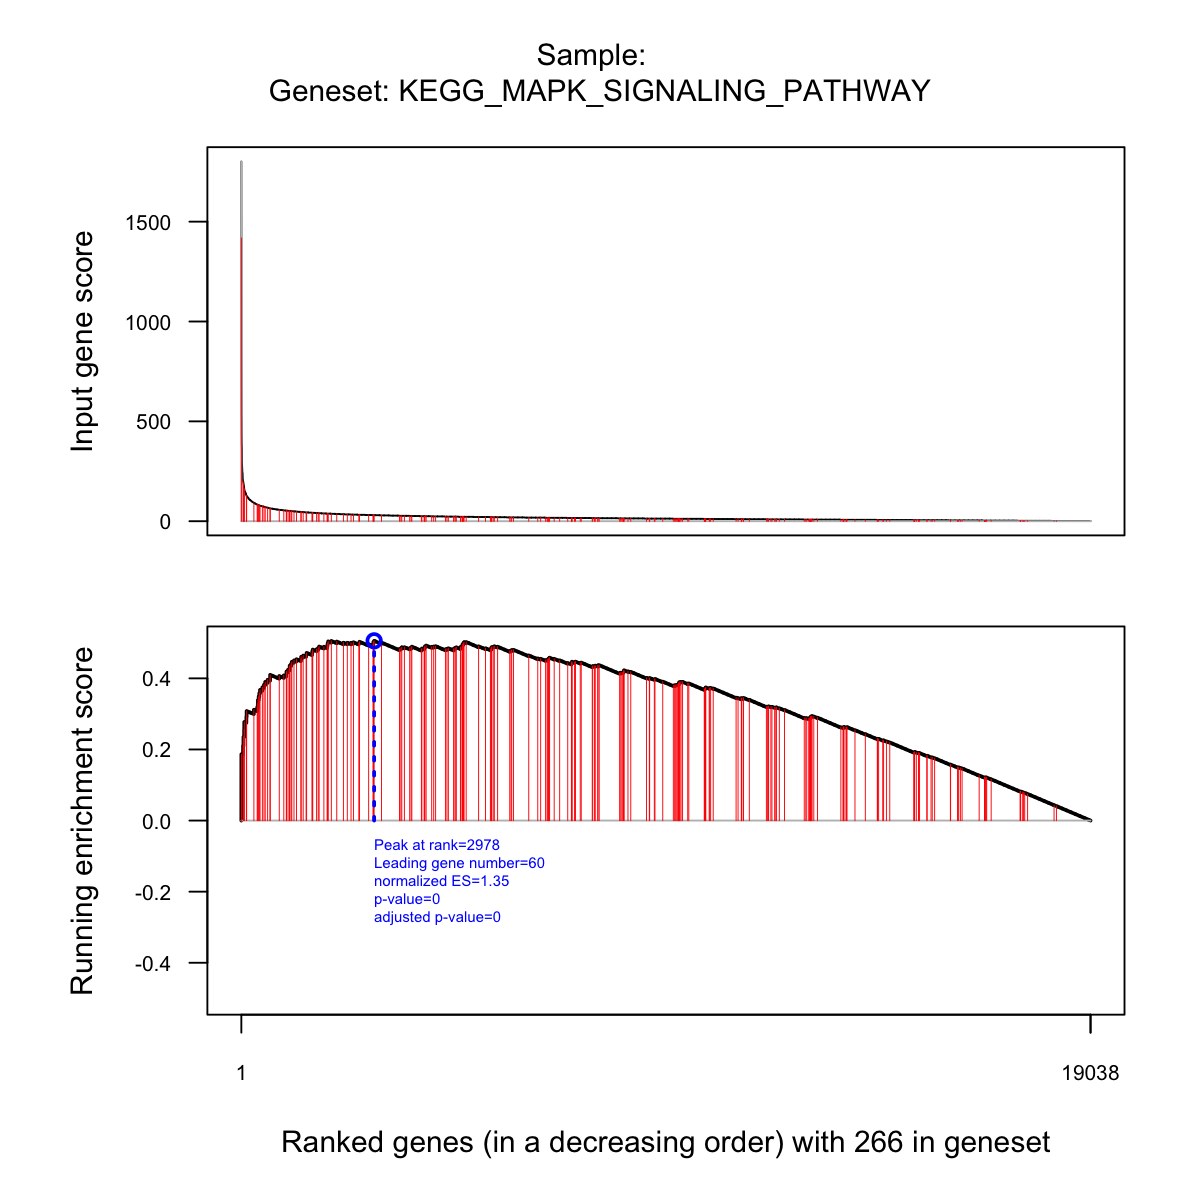 Sample:
Geneset: KEGG_MAPK_SIGNALING_PATHWAY
Input gene score
1500
1000
500
0
Running enrichment score
0.4
0.2
0.0
-0.2
-0.4
Peak at rank=2978
Leading gene number=60
normalized ES=1.35
p-value=0
adjusted p-value=0
1
19038
Ranked genes (in a decreasing order) with 266 in geneset